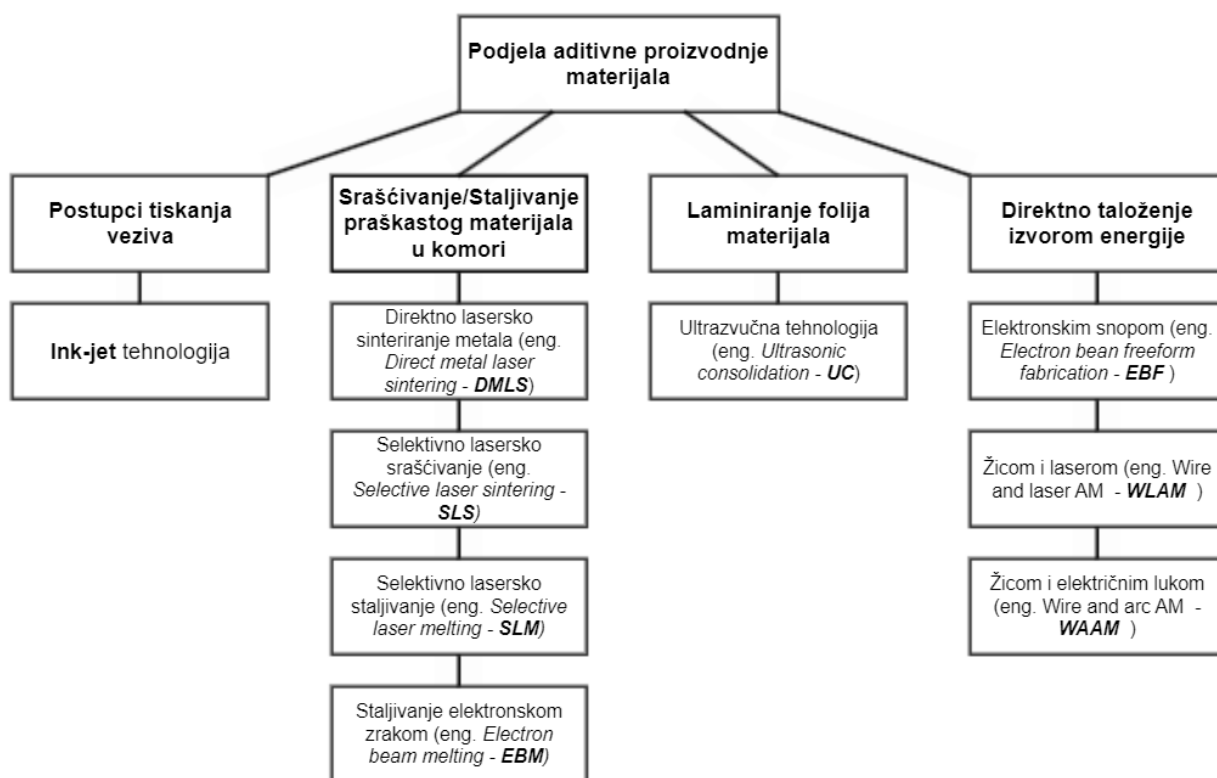 Podjela aditivne proizvodnje
materijala
Postupci tiskanja
veziva
Ink-jet tehnologija
Srašćivanje/Staljivanje
praškastog materijala
u komori
Direktno lasersko
sinteriranje metala (eng.
Direct metal laser
sintering - DMLS)
Selektivno lasersko
srašćivanje (eng.
Selective laser sintering -
SLS)
Selektivno lasersko
staljivanje (eng. Selective
laser melting - SLM)
Staljivanje elektronskom
zrakom (eng. Electron
beam melting - EBM)
Laminiranje folija
materijala
Ultrazvučna tehnologija
(eng. Ultrasonic
consolidation - UC)
Direktno taloženje
izvorom energije
Elektronskim snopom (eng.
Electron bean freeform
fabrication - EBF )
Žicom i laserom (eng. Wire
and laser AM - WLAM )
Žicom i električnim lukom
(eng. Wire and arc AM -
WAAM )